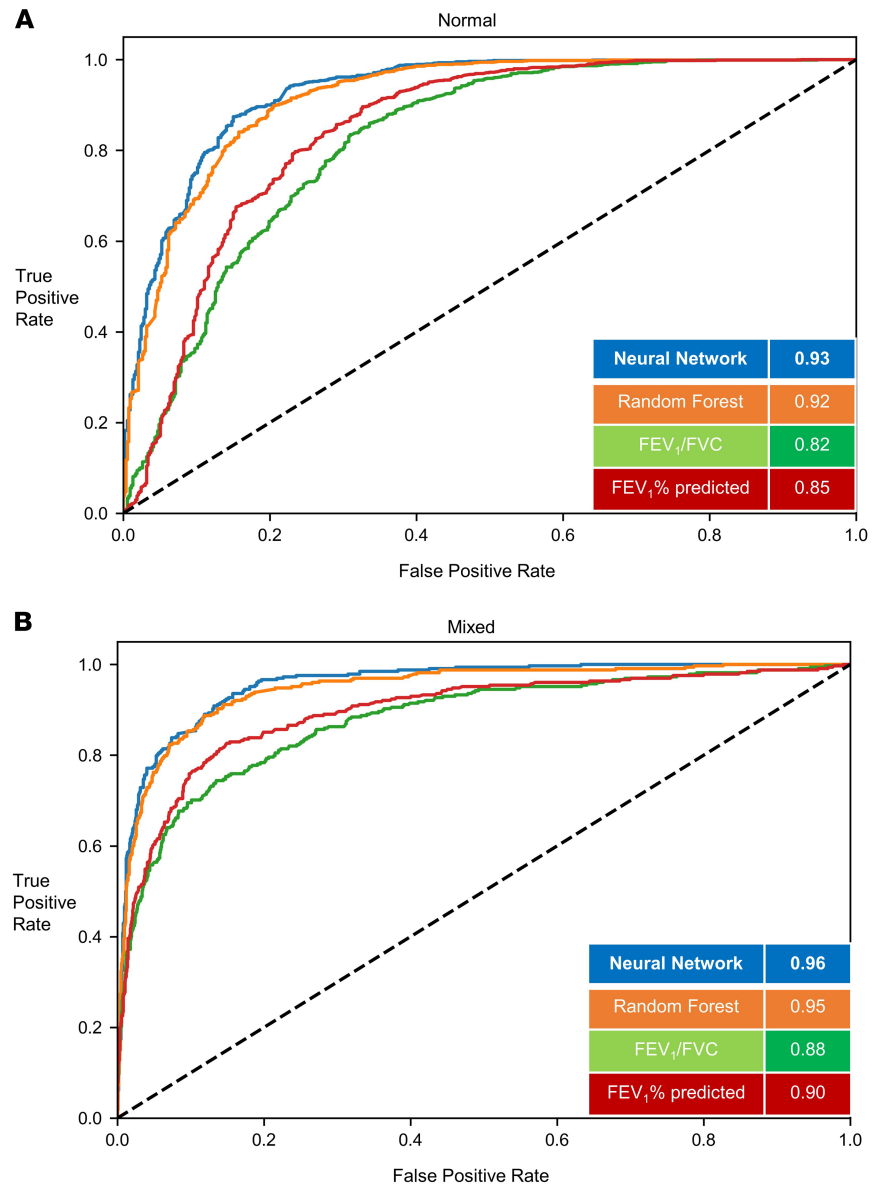 A
Normal
1.0
0.8
0.6
0.4
0.2
0.0
True
Positive
Rate
Neural Network 0.93
Random Forest 0.92
FEV₁/FVC 0.82
FEV₁% predicted 0.85
0.0 0.2 0.4 0.6 0.8 1.0
False Positive Rate
B
Mixed
1.0
0.8
0.6
0.4
0.2
0.0
True
Positive
Rate
Neural Network 0.96
Random Forest 0.95
FEV₁/FVC 0.88
FEV₁% predicted 0.90
0.0 0.2 0.4 0.6 0.8 1.0
False Positive Rate